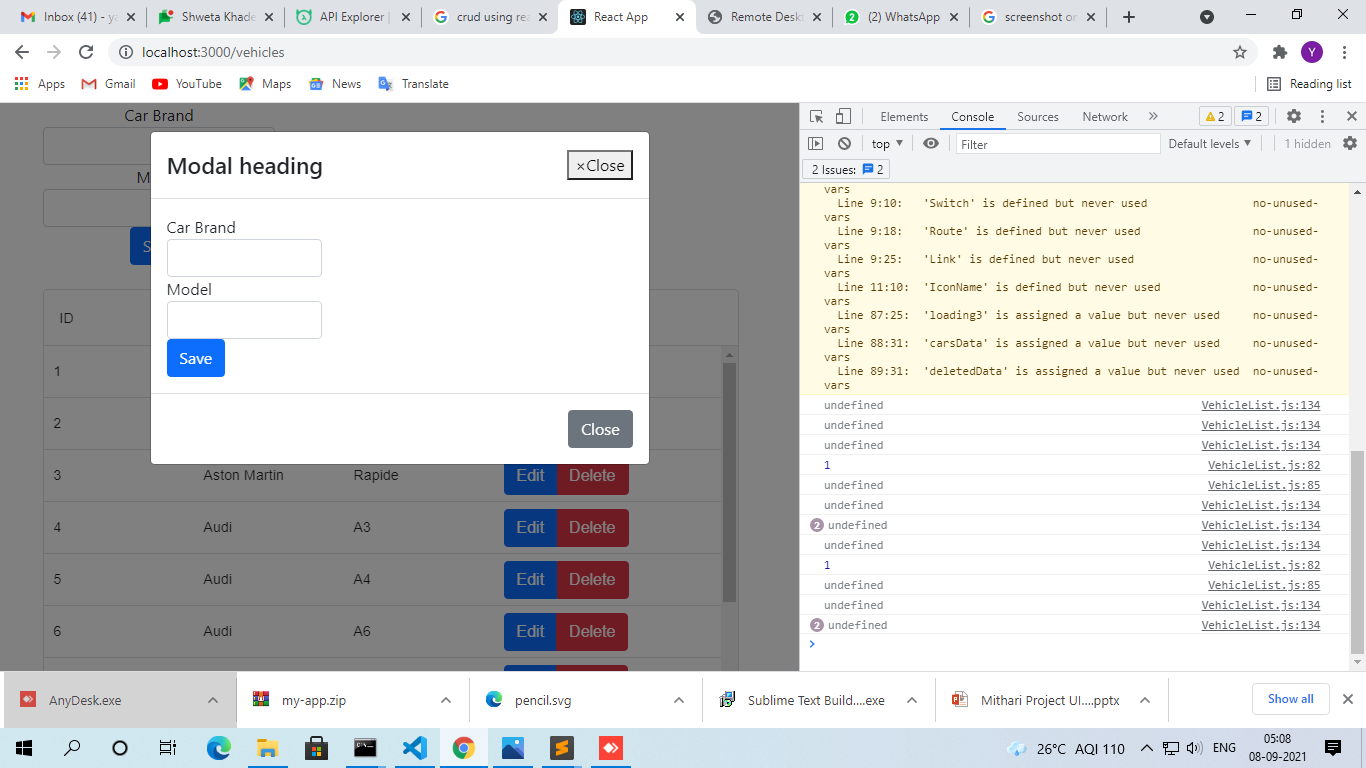 Inbox (41) - ya
Shweta Khade
API Explorer |
crud using rea
React App
Remote Deskt
(2) WhatsApp
screenshot on
localhost:3000/vehicles
Y
Apps
Gmail
YouTube
Maps
News
Translate
Reading list
Car Brand
M
S
Modal heading
×Close
Car Brand
Model
Save
Close
ID
1
2
3 Aston Martin Rapide Edit Delete
4 Audi A3 Edit Delete
5 Audi A4 Edit Delete
6 Audi A6 Edit Delete
Elements Console Sources Network » 2 2
top Filter Default levels 1 hidden
2 Issues: 2
vars
Line 9:10: 'Switch' is defined but never used no-unused-
vars
Line 9:18: 'Route' is defined but never used no-unused-
vars
Line 9:25: 'Link' is defined but never used no-unused-
vars
Line 11:10: 'IconName' is defined but never used no-unused-
vars
Line 87:25: 'loading3' is assigned a value but never used no-unused-
vars
Line 88:31: 'carsData' is assigned a value but never used no-unused-
vars
Line 89:31: 'deletedData' is assigned a value but never used no-unused-
vars
undefined VehicleList.js:134
undefined VehicleList.js:134
undefined VehicleList.js:134
1 VehicleList.js:82
undefined VehicleList.js:85
undefined VehicleList.js:134
2 undefined VehicleList.js:134
undefined VehicleList.js:134
1 VehicleList.js:82
undefined VehicleList.js:85
undefined VehicleList.js:134
2 undefined VehicleList.js:134
AnyDesk.exe
my-app.zip
pencil.svg
Sublime Text Build....exe
Mithari Project UI....pptx
Show all
26°C AQI 110
ENG
05:08
08-09-2021